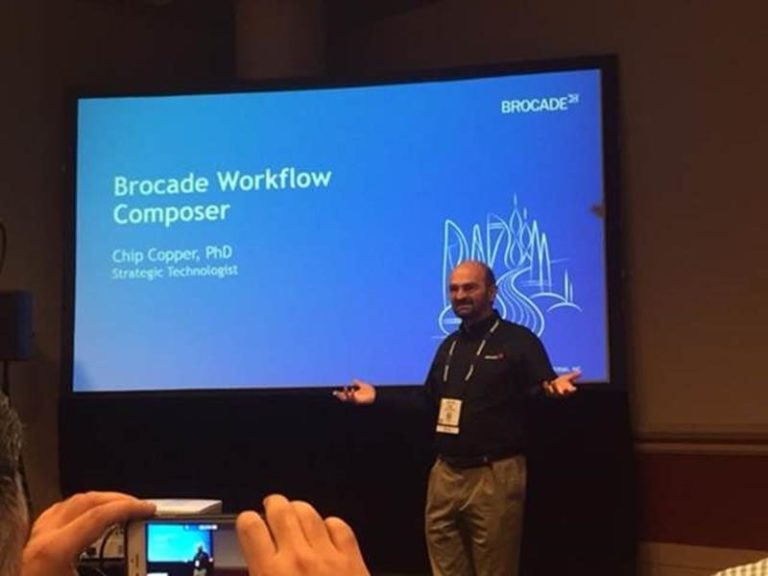 BROCADE
Brocade Workflow
Composer
Chip Copper, PhD
Strategic Technologist